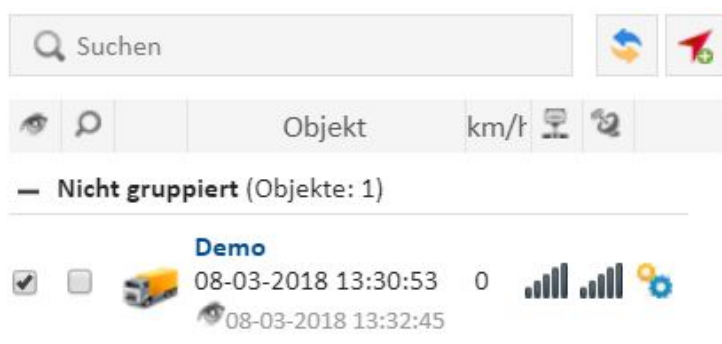 Suchen
Objekt km/h
Nicht gruppiert (Objekte: 1)
Demo
08-03-2018 13:30:53 0
08-03-2018 13:32:45